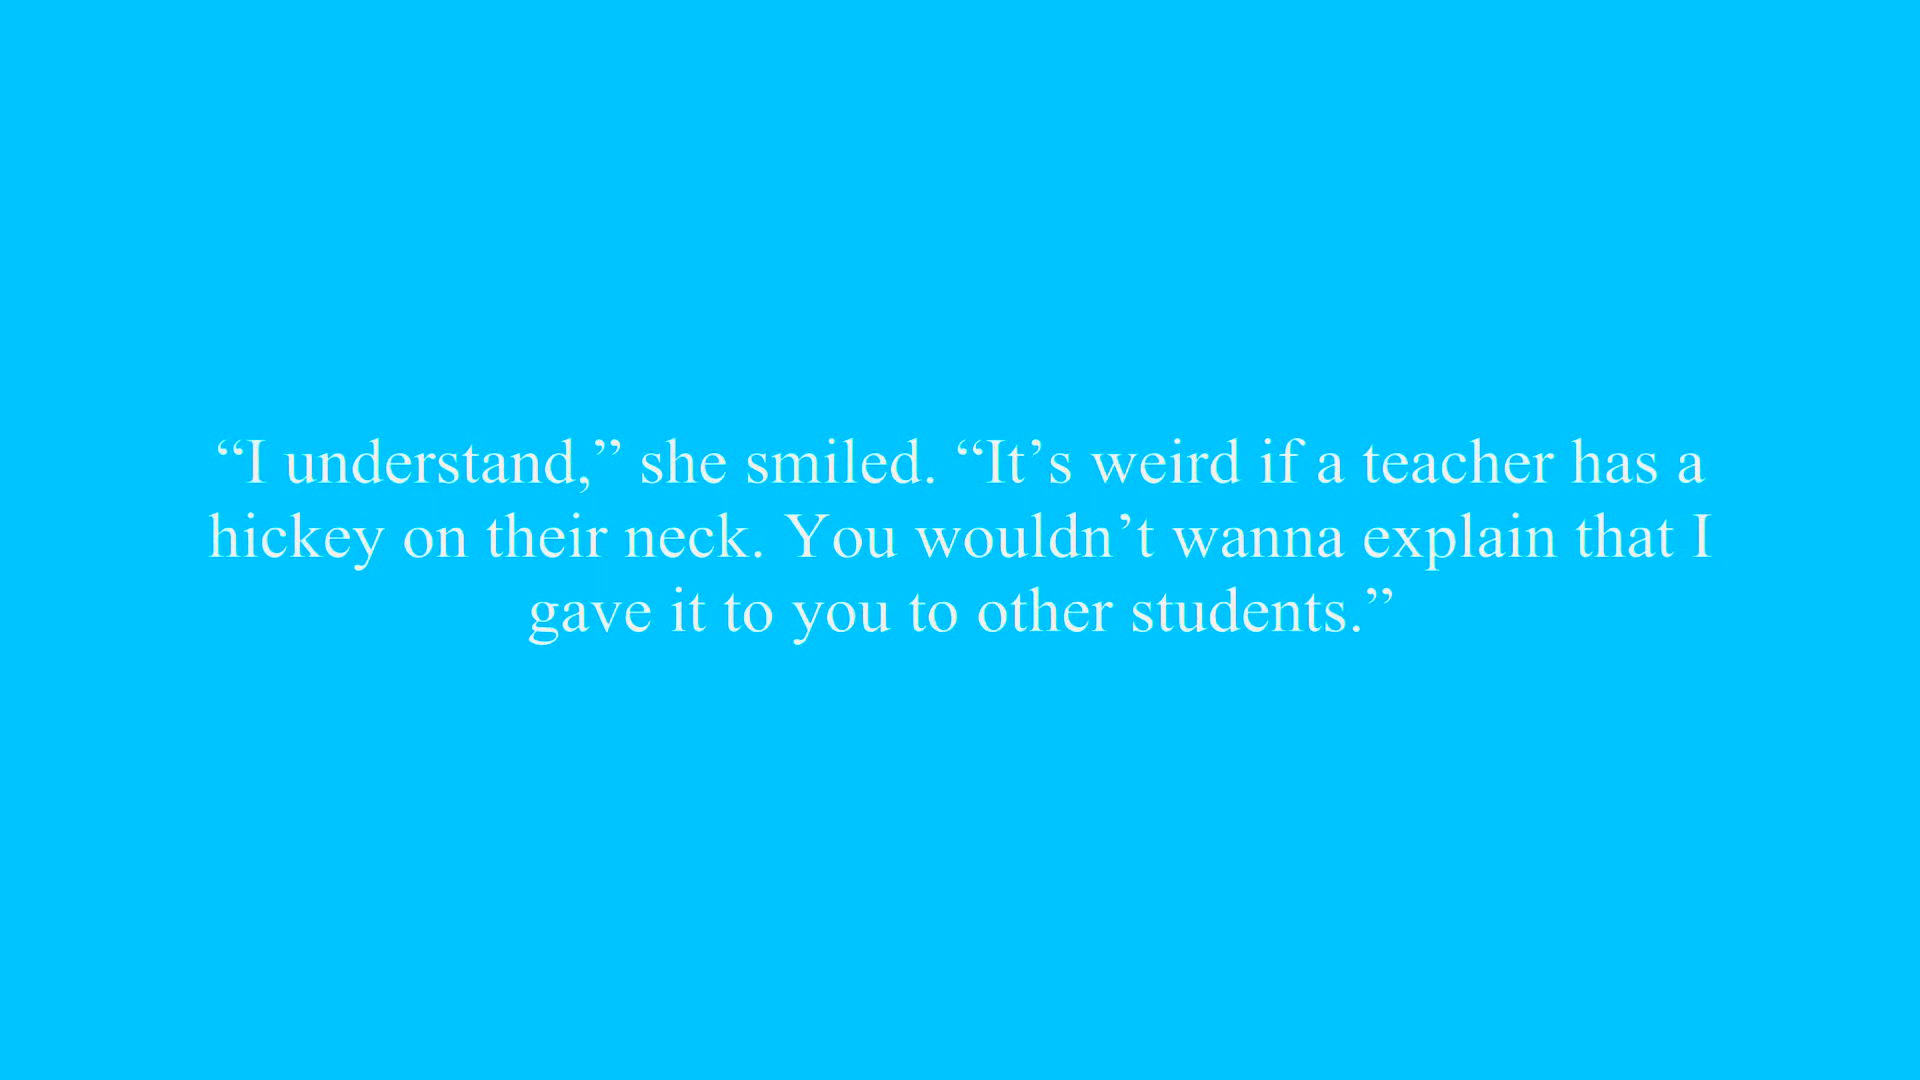 “I understand,” she smiled. “It’s weird if a teacher has a
hickey on their neck. You wouldn’t wanna explain that I
gave it to you to other students.”